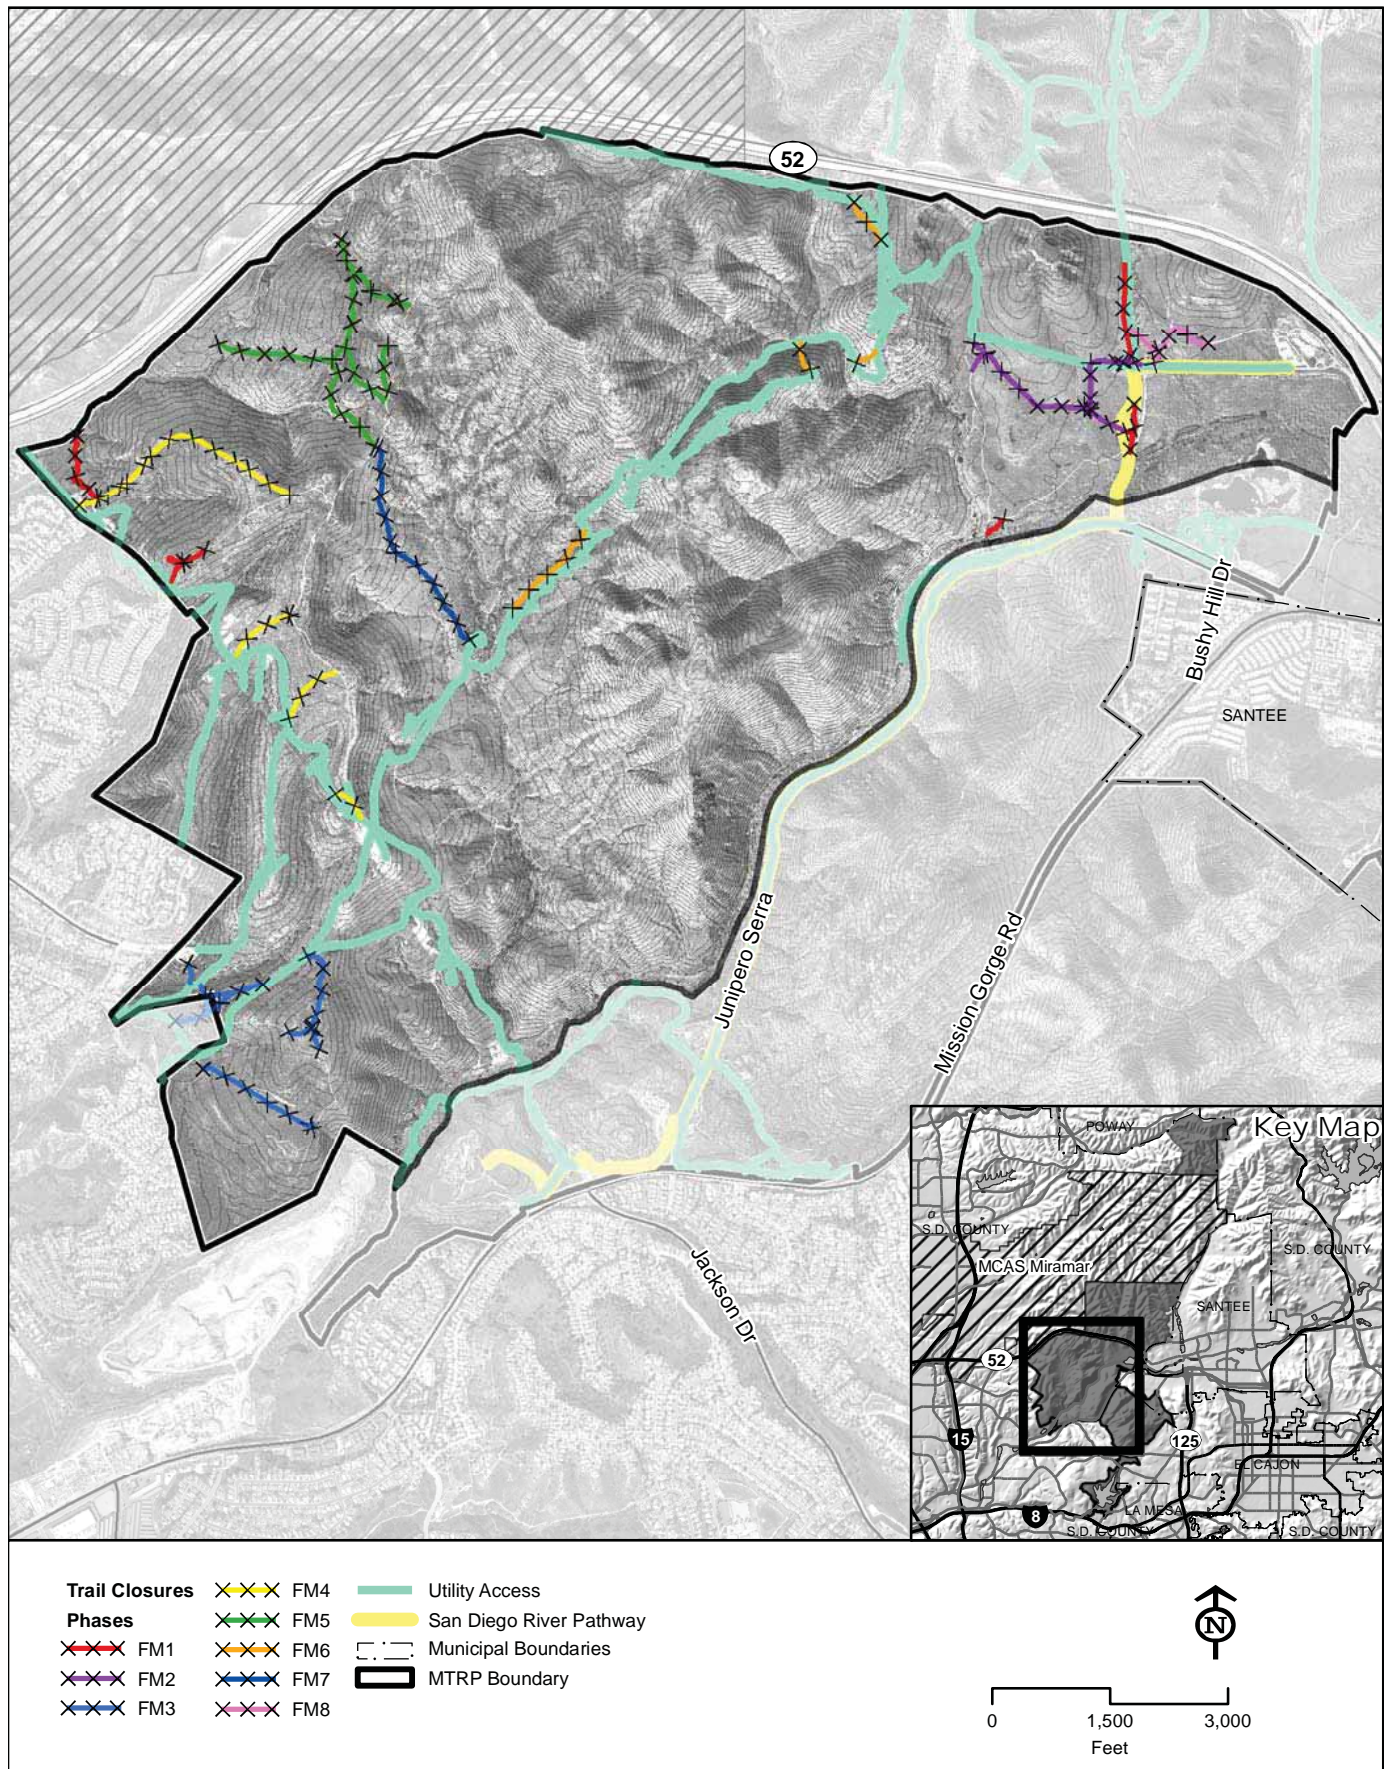 52
Bushy Hill Dr
SANTEE
Junipero Serra
Mission Gorge Rd
Jackson Dr
Key Map
POWAY
S.D. COUNTY
S.D. COUNTY
MCAS Miramar
SANTEE
52
15
125
EL CAJON
8
LA MESA
S.D. COUNTY
S.D. COUNTY
Trail Closures
Phases
FM1
FM2
FM3
FM4
FM5
FM6
FM7
FM8
Utility Access
San Diego River Pathway
Municipal Boundaries
MTRP Boundary
N
0 1,500 3,000
Feet